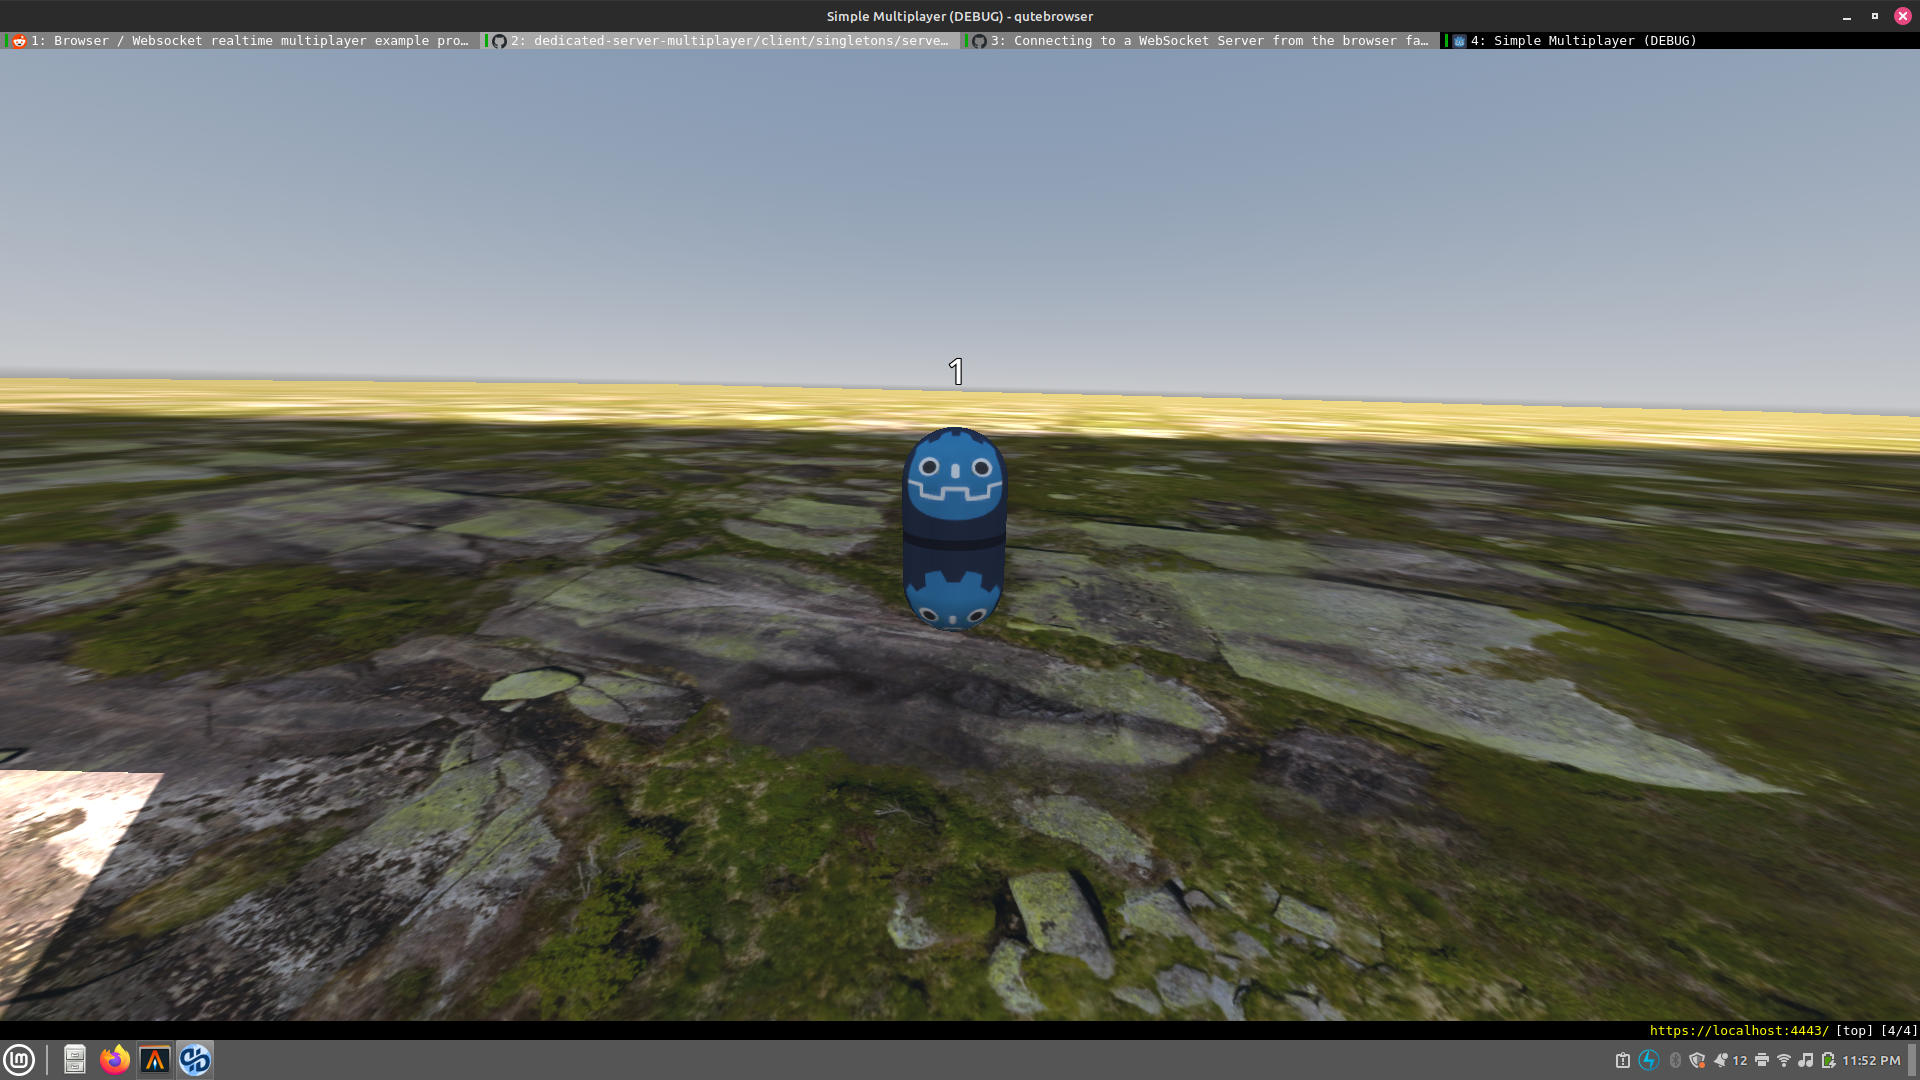 Simple Multiplayer (DEBUG) - qutebrowser
1: Browser / Websocket realtime multiplayer example pro…
2: dedicated-server-multiplayer/client/singletons/serve…
3: Connecting to a WebSocket Server from the browser fa…
4: Simple Multiplayer (DEBUG)
1
https://localhost:4443/ [top] [4/4]
12 11:52 PM